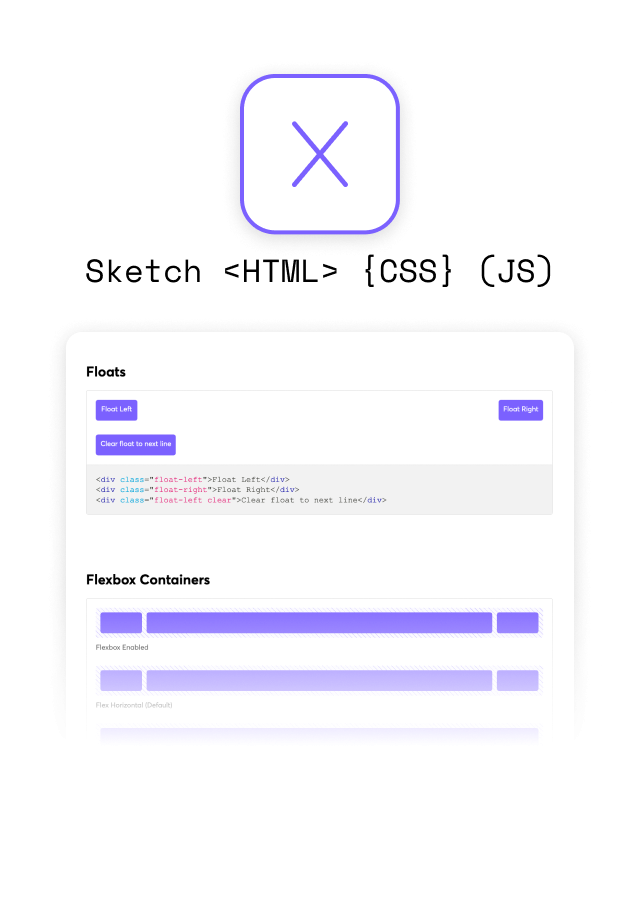 X
Sketch <HTML> {CSS} (JS)
Floats
Float Left
Float Right
Clear float to next line
<div class="float-left">Float Left</div>
<div class="float-right">Float Right</div>
<div class="float-left clear">Clear float to next line</div>
Flexbox Containers
Flexbox Enabled
Flex Horizontal (Default)